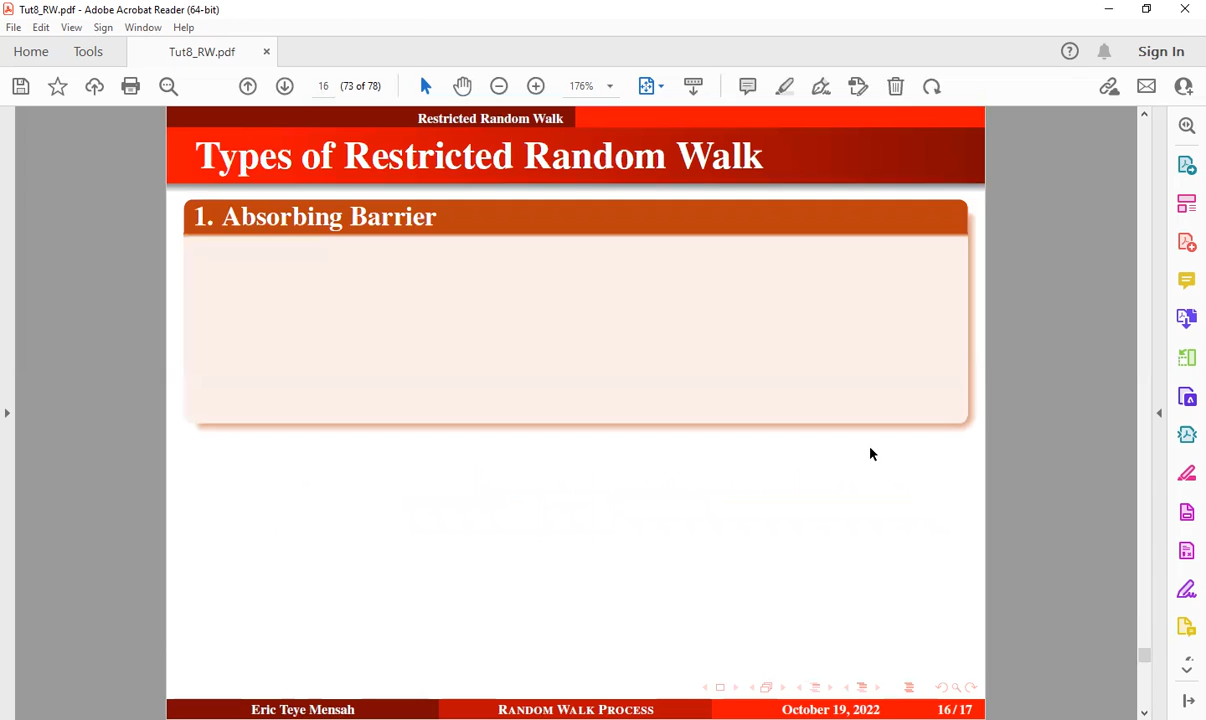 Tut8_RW.pdf - Adobe Acrobat Reader (64-bit)
File Edit View Sign Window Help
Home Tools Tut8_RW.pdf × Sign In
16 (73 of 78) 176%
Restricted Random Walk
Types of Restricted Random Walk
1. Absorbing Barrier
Eric Teye Mensah RANDOM WALK PROCESS October 19, 2022 16/17